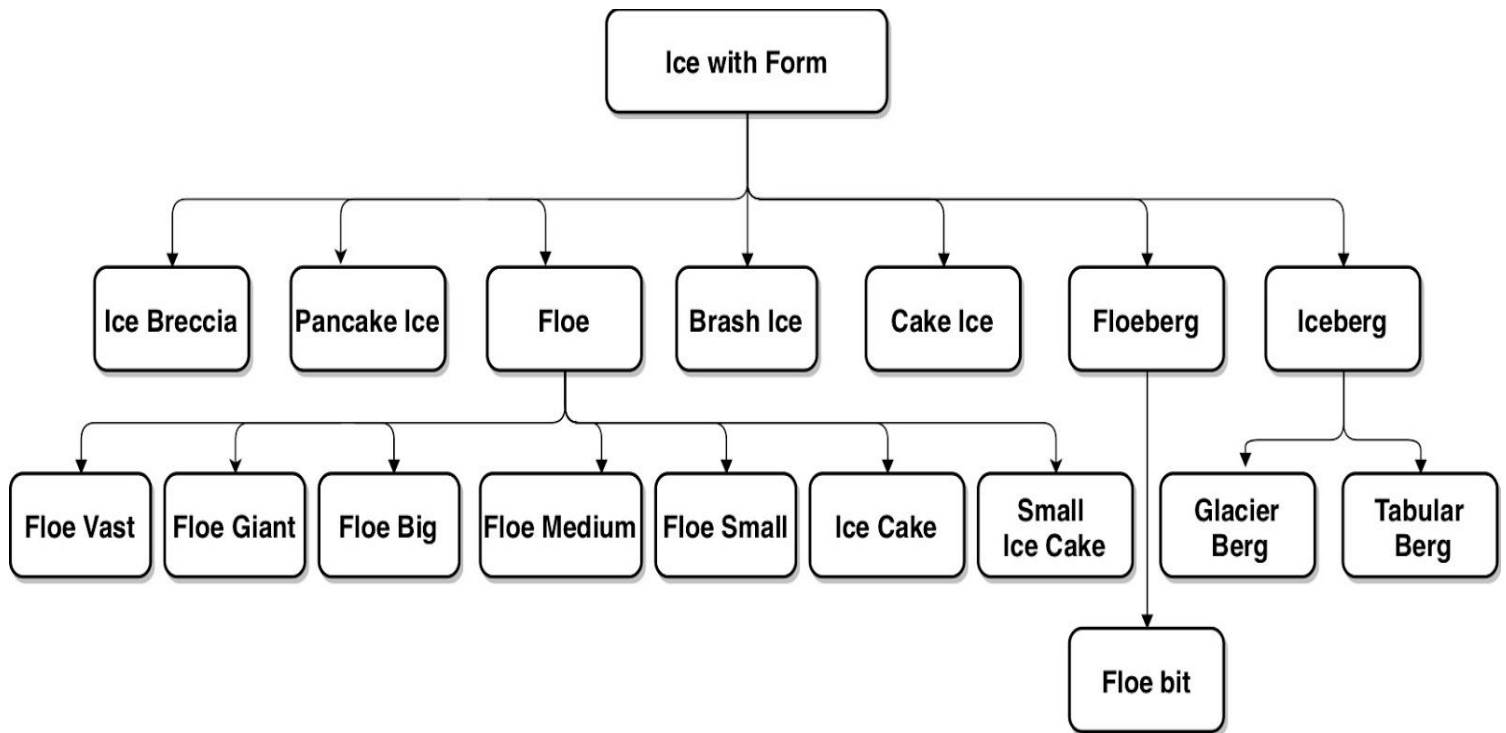 Ice with Form
Ice Breccia
Pancake Ice
Floe
Brash Ice
Cake Ice
Floeberg
Iceberg
Floe Vast
Floe Giant
Floe Big
Floe Medium
Floe Small
Ice Cake
Small
Ice Cake
Glacier
Berg
Tabular
Berg
Floe bit